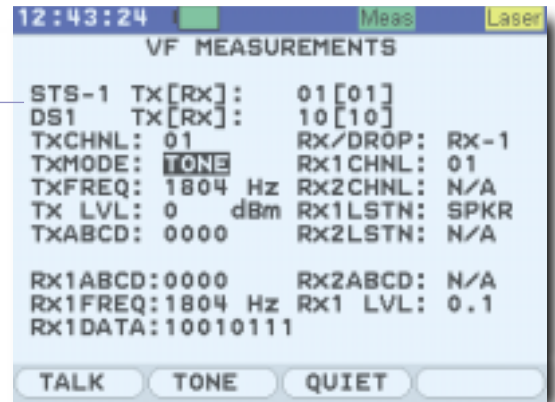 12:43:24 Meas Laser
VF MEASUREMENTS
STS-1 Tx[Rx]: 01[01]
DS1 Tx[Rx]: 10[10]
TxCHNL: 01 Rx/DROP: Rx-1
TxMODE: TONE Rx1CHNL: 01
TxFREQ: 1804 Hz Rx2CHNL: N/A
Tx LVL: 0 dBm Rx1LSTN: SPKR
TxABCD: 0000 Rx2LSTN: N/A
Rx1ABCD:0000 Rx2ABCD: N/A
Rx1FREQ:1804 Hz Rx1 LVL: 0.1
Rx1DATA:10010111
TALK TONE QUIET